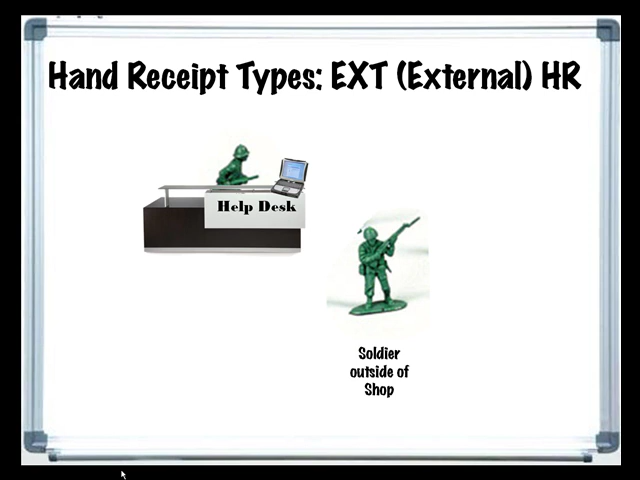 Hand Receipt Types: EXT (External) HR
Help Desk
Soldier
outside of
Shop